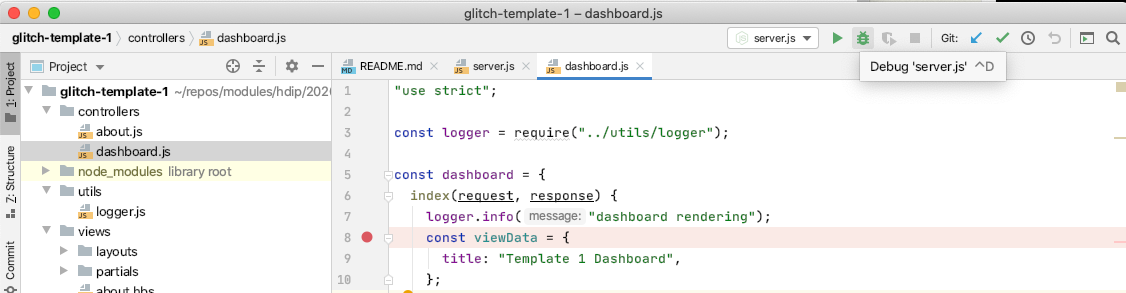 glitch-template-1 – dashboard.js
glitch-template-1 controllers dashboard.js server.js Git:
Debug 'server.js' ^D
1: Project
Z: Structure
Commit
Project
glitch-template-1 ~/repos/modules/hdip/202
controllers
about.js
dashboard.js
node_modules library root
utils
logger.js
views
layouts
partials
about.hbs
README.md server.js dashboard.js
1 "use strict";
2
3 const logger = require("../utils/logger");
4
5 const dashboard = {
6 index(request, response) {
7 logger.info( message: "dashboard rendering");
8 const viewData = {
9 title: "Template 1 Dashboard",
10 };